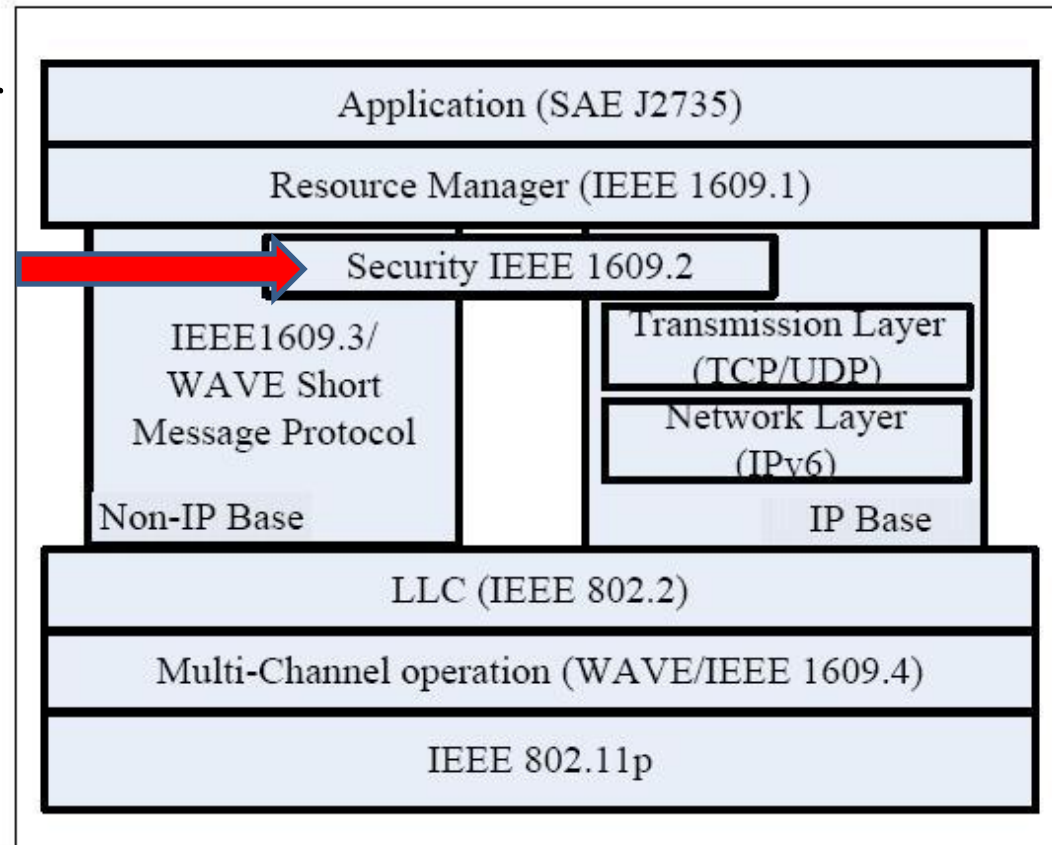 Application (SAE J2735)
Resource Manager (IEEE 1609.1)
Security IEEE 1609.2
IEEE1609.3/
WAVE Short
Message Protocol
Non-IP Base
Transmission Layer
(TCP/UDP)
Network Layer
(IPv6)
IP Base
LLC (IEEE 802.2)
Multi-Channel operation (WAVE/IEEE 1609.4)
IEEE 802.11p